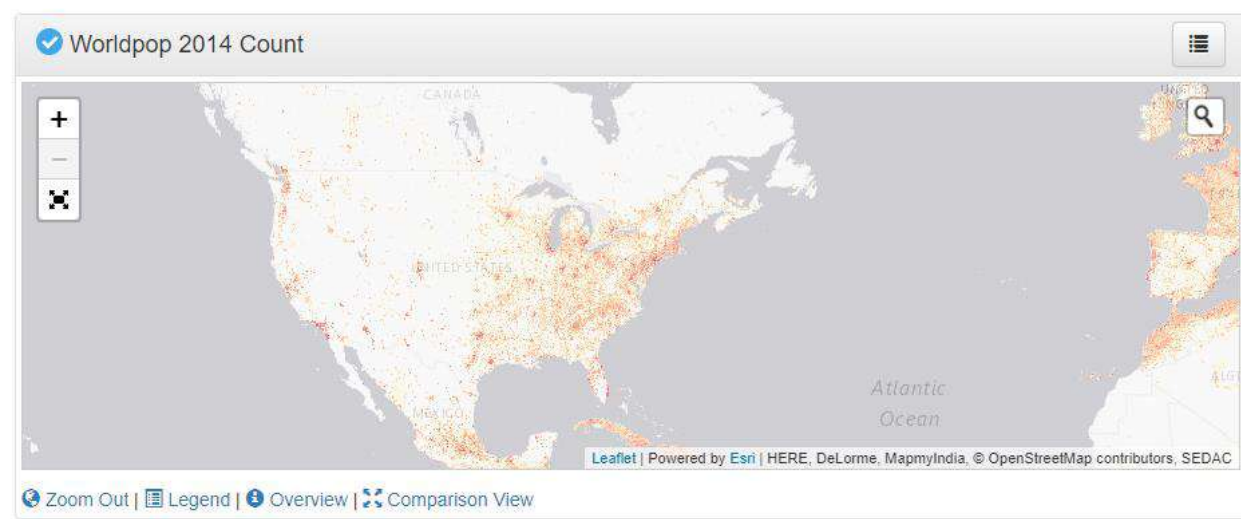 Worldpop 2014 Count
CANADA
UNITED STATES
MEXICO
Atlantic
Ocean
+
−
Leaflet | Powered by Esri | HERE, DeLorme, MapmyIndia, © OpenStreetMap contributors, SEDAC
Zoom Out | Legend | Overview | Comparison View